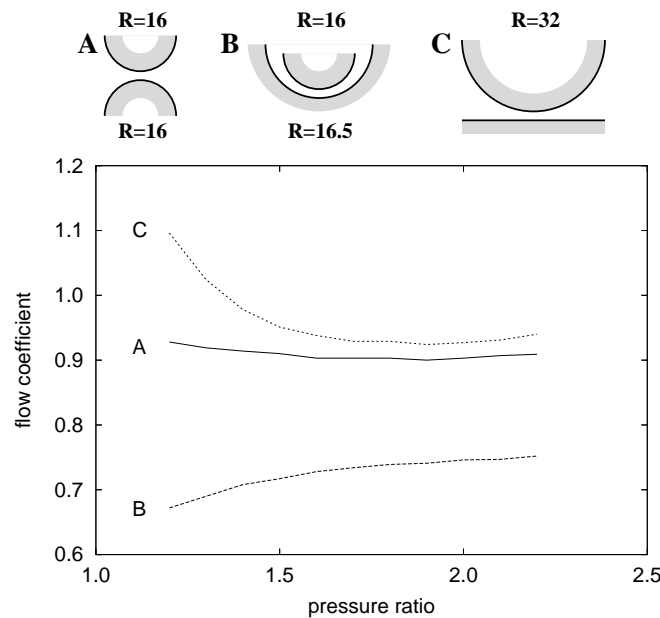 R=16 R=16 R=32
A B C
R=16 R=16.5
1.2
C
1.1
1.0
A
0.9
0.8
0.7
B
0.6
1.0 1.5 2.0 2.5
flow coefficient
pressure ratio